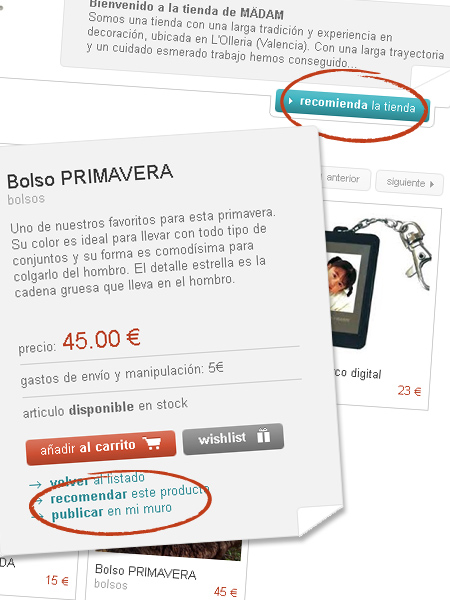 Bienvenido a la tienda de MÄDAM
Somos una tienda con una larga tradición y experiencia en
decoración, ubicada en L'Olleria (Valencia). Con una larga trayectoria
y un cuidado esmerado trabajo hemos conseguido...
recomienda la tienda
anterior
siguiente
Bolso PRIMAVERA
bolsos
Uno de nuestros favoritos para esta primavera.
Su color es ideal para llevar con todo tipo de
conjuntos y su forma es comodísima para
colgarlo del hombro. El detalle estrella es la
cadena gruesa que lleva en el hombro.
precio: 45.00 €
gastos de envío y manipulación: 5€
articulo disponible en stock
añadir al carrito
wishlist
volver al listado
recomendar este producto
publicar en mi muro
digital
23 €
15 €
Bolso PRIMAVERA
bolsos
45 €